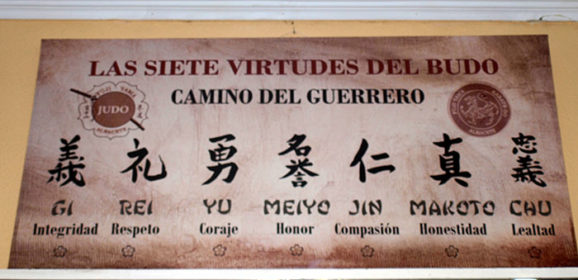 LAS SIETE VIRTUDES DEL BUDO
CAMINO DEL GUERRERO
JUDO
ALBACETE
義 礼 勇 名誉 仁 真 忠義
GI REI YU MEIYO JIN MAKOTO CHU
Integridad Respeto Coraje Honor Compasión Honestidad Lealtad